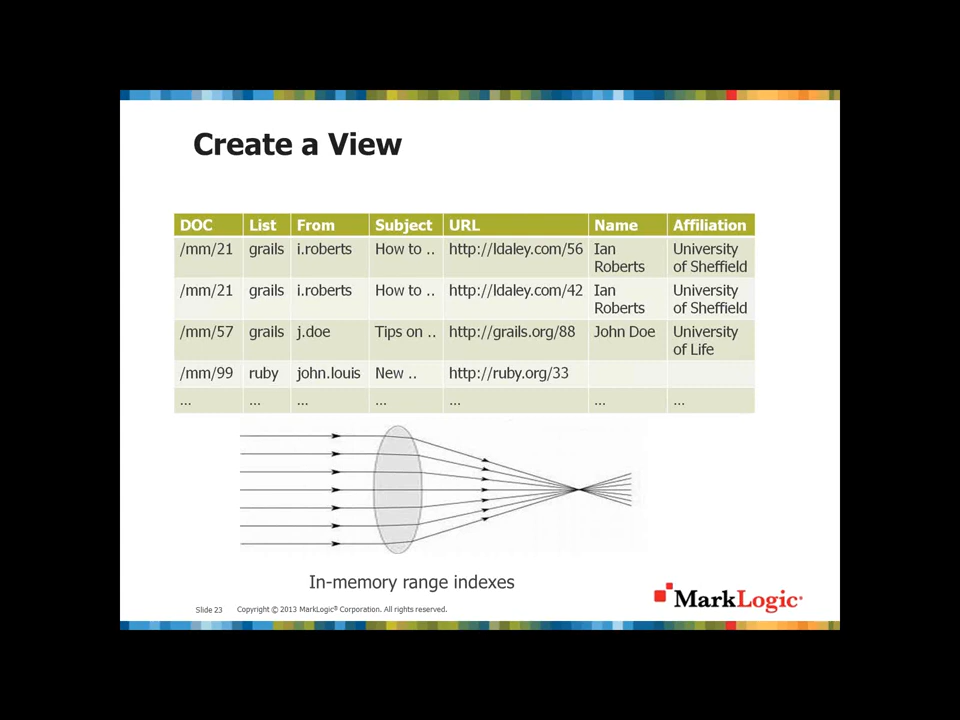 Create a View
DOC List From Subject URL Name Affiliation
/mm/21 grails i.roberts How to .. http://ldaley.com/56 Ian Roberts University of Sheffield
/mm/21 grails i.roberts How to .. http://ldaley.com/42 Ian Roberts University of Sheffield
/mm/57 grails j.doe Tips on .. http://grails.org/88 John Doe University of Life
/mm/99 ruby john.louis New .. http://ruby.org/33
... ... ... ... ... ... ...
In-memory range indexes
Slide 23 Copyright © 2013 MarkLogic® Corporation. All rights reserved.
MarkLogic